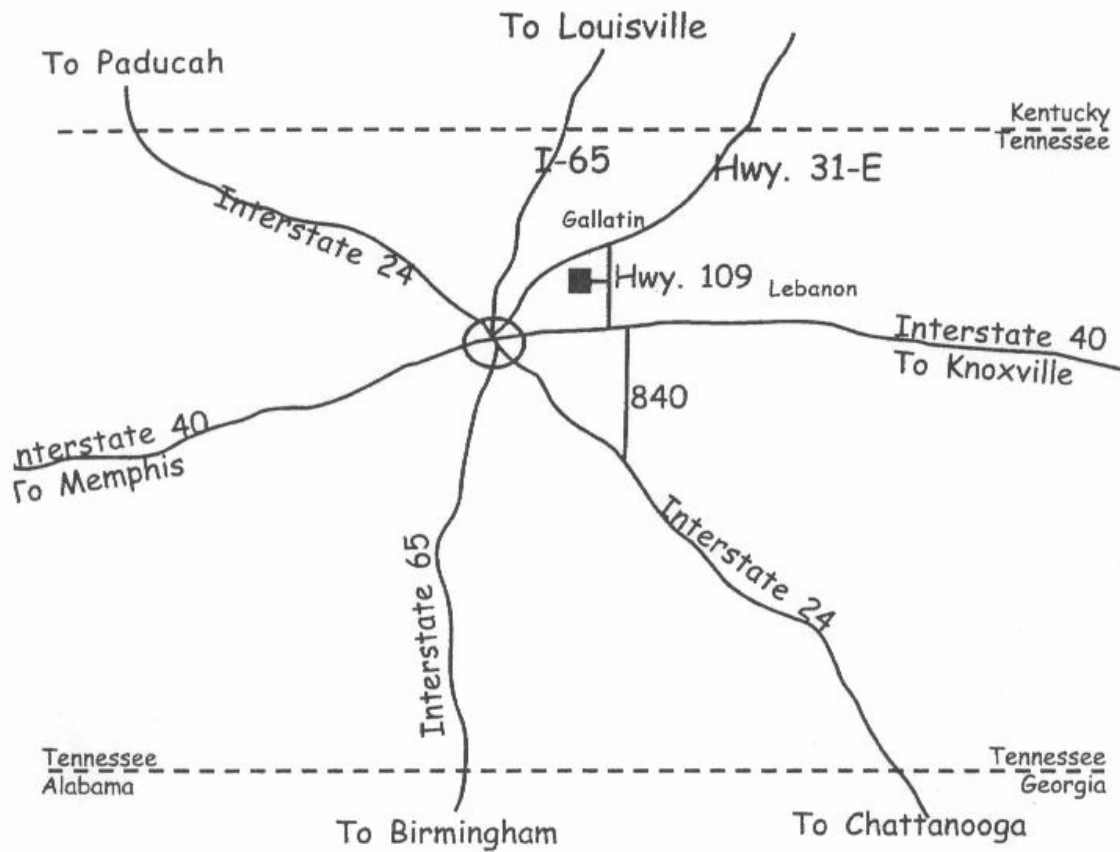 To Louisville
To Paducah
Kentucky
Tennessee
I-65
Hwy. 31-E
Interstate 24
Gallatin
Hwy. 109
Lebanon
Interstate 40
To Knoxville
840
nterstate 40
To Memphis
Interstate 65
Interstate 24
Tennessee
Alabama
Tennessee
Georgia
To Birmingham
To Chattanooga